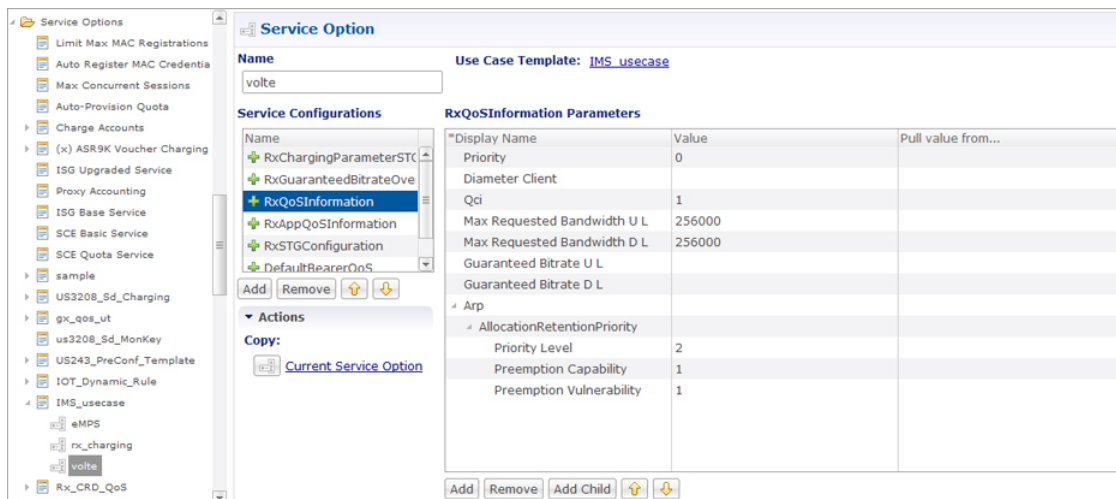 Service Options
Limit Max MAC Registrations
Auto Register MAC Credentia
Max Concurrent Sessions
Auto-Provision Quota
Charge Accounts
(x) ASR9K Voucher Charging
ISG Upgraded Service
Proxy Accounting
ISG Base Service
SCE Basic Service
SCE Quota Service
sample
US3208_Sd_Charging
gx_qos_ut
us3208_Sd_MonKey
US243_PreConf_Template
IOT_Dynamic_Rule
IMS_usecase
eMPS
rx_charging
volte
Rx_CRD_QoS
Service Option
Name
Use Case Template: IMS_usecase
volte
Service Configurations
Name
RxChargingParameterSTG
RxGuaranteedBitrateOve
RxQoSInformation
RxAppQoSInformation
RxSTGConfiguration
DefaultBearerQoS
Add Remove
Actions
Copy:
Current Service Option
RxQoSInformation Parameters
*Display Name Value Pull value from...
Priority 0
Diameter Client
Qci 1
Max Requested Bandwidth U L 256000
Max Requested Bandwidth D L 256000
Guaranteed Bitrate U L
Guaranteed Bitrate D L
Arp
AllocationRetentionPriority
Priority Level 2
Preemption Capability 1
Preemption Vulnerability 1
Add Remove Add Child